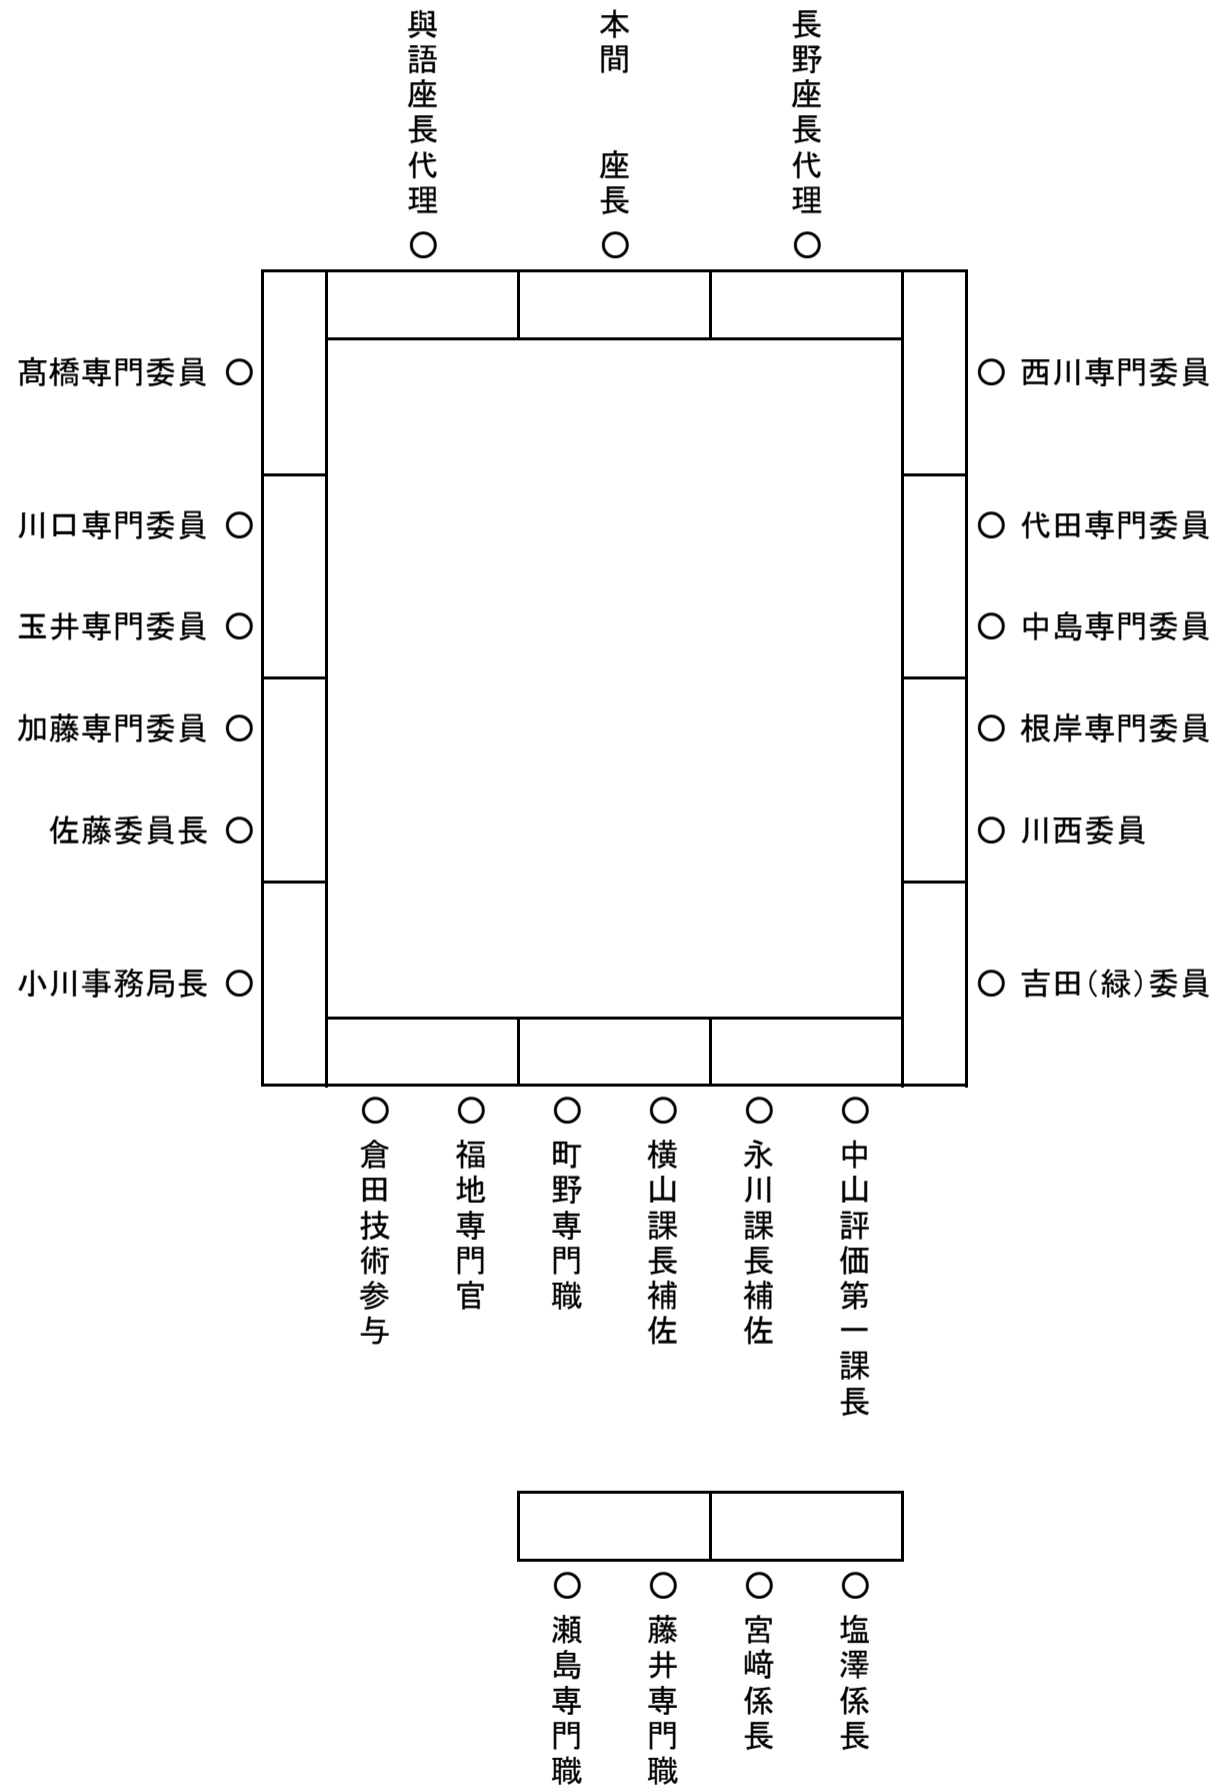 與語座長代理
本間　座長
長野座長代理
髙橋専門委員
西川専門委員
川口専門委員
代田専門委員
玉井専門委員
中島専門委員
加藤専門委員
根岸専門委員
佐藤委員長
川西委員
小川事務局長
吉田（緑）委員
倉田技術参与
福地専門官
町野専門職
横山課長補佐
永川課長補佐
中山評価第一課長
瀬島専門職
藤井専門職
宮﨑係長
塩澤係長